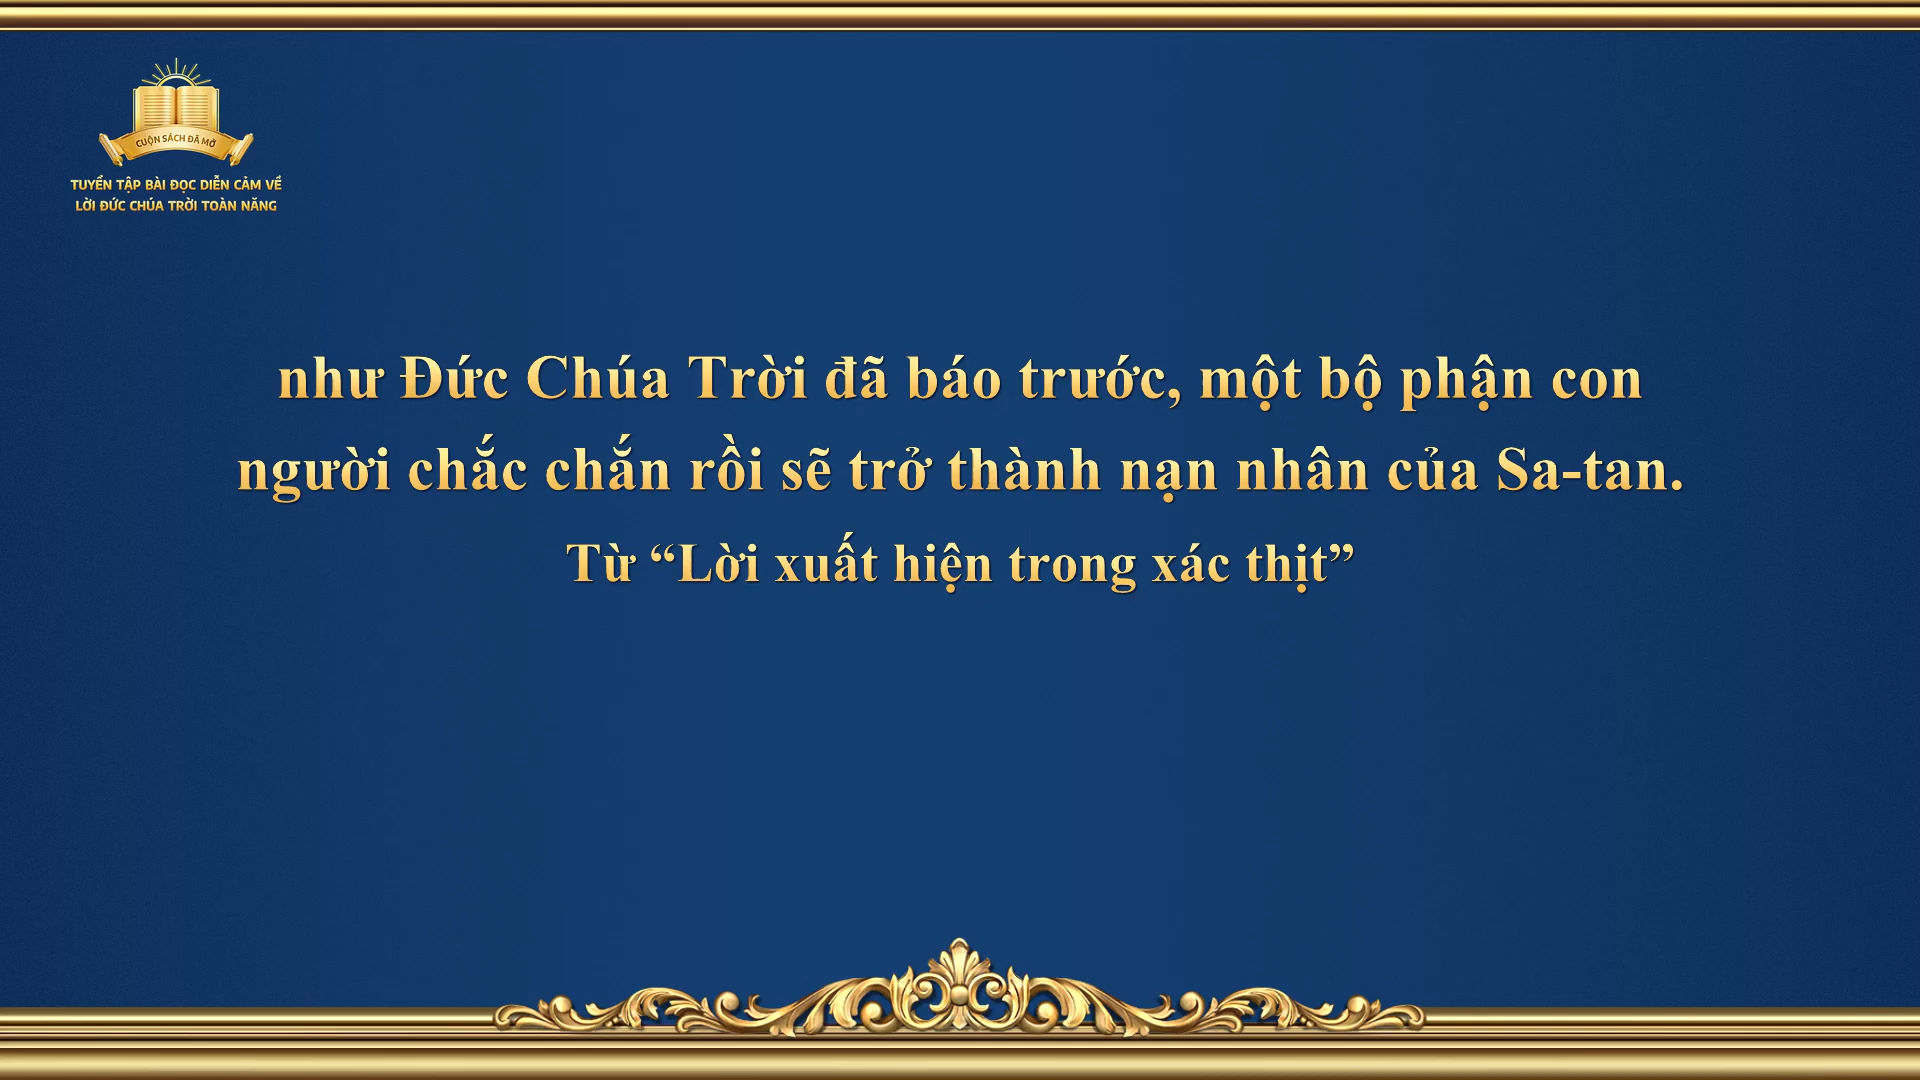 CUỘN SÁCH ĐÃ MỞ
TUYỂN TẬP BÀI ĐỌC DIỄN CẢM VỀ
LỜI ĐỨC CHÚA TRỜI TOÀN NĂNG
như Đức Chúa Trời đã báo trước, một bộ phận con
người chắc chắn rồi sẽ trở thành nạn nhân của Sa-tan.
Từ “Lời xuất hiện trong xác thịt”